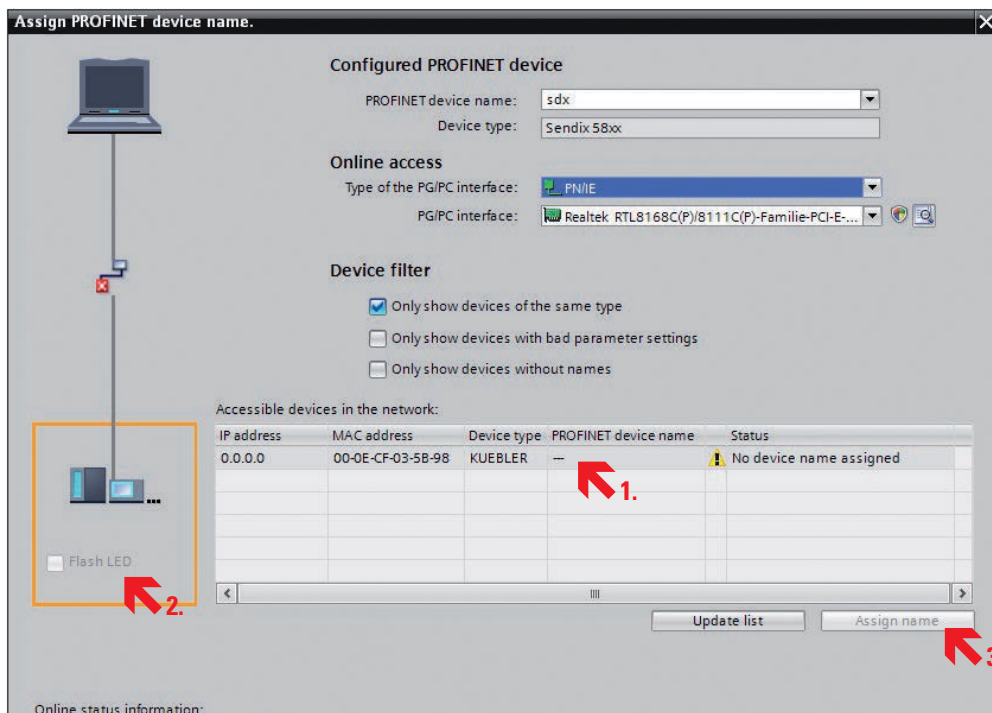 Assign PROFINET device name.
Configured PROFINET device
PROFINET device name: sdx
Device type: Sendix 58xx
Online access
Type of the PG/PC interface: PN/IE
PG/PC interface: Realtek RTL8168C(P)/8111C(P)-Familie-PCI-E-...
Device filter
Only show devices of the same type
Only show devices with bad parameter settings
Only show devices without names
Accessible devices in the network:
IP address MAC address Device type PROFINET device name Status
0.0.0.0 00-0E-CF-03-5B-98 KUEBLER --- No device name assigned
1.
...
Flash LED
2.
Update list Assign name
3
Online status information: